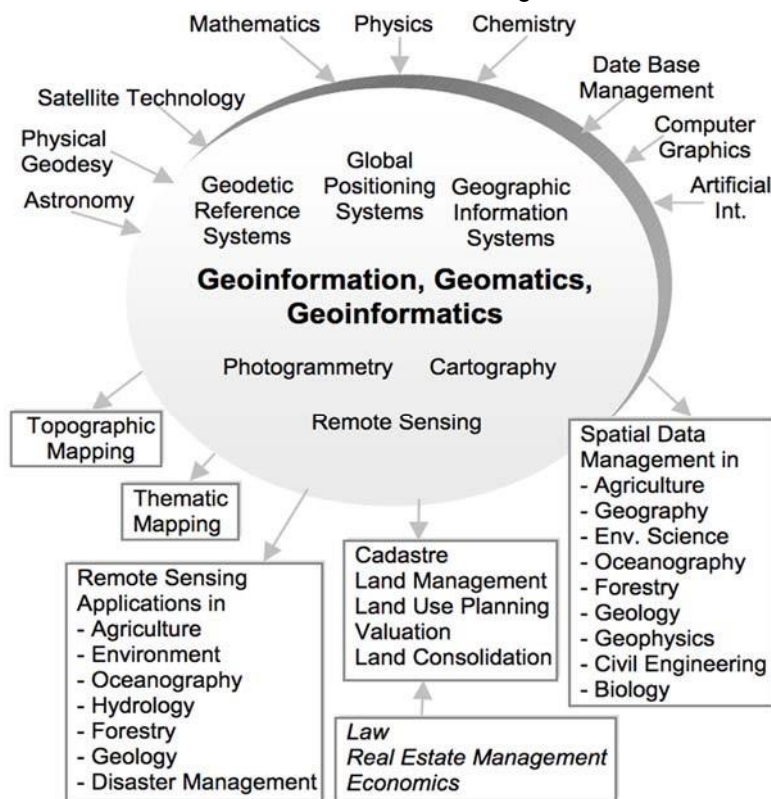 Mathematics
Physics
Chemistry
Satellite Technology
Date Base
Management
Physical
Geodesy
Computer
Graphics
Astronomy
Artificial
Int.
Geodetic
Reference
Systems
Global
Positioning
Systems
Geographic
Information
Systems
Geoinformation, Geomatics,
Geoinformatics
Photogrammetry
Cartography
Remote Sensing
Topographic
Mapping
Thematic
Mapping
Remote Sensing
Applications in
- Agriculture
- Environment
- Oceanography
- Hydrology
- Forestry
- Geology
- Disaster Management
Cadastre
Land Management
Land Use Planning
Valuation
Land Consolidation
Law
Real Estate Management
Economics
Spatial Data
Management in
- Agriculture
- Geography
- Env. Science
- Oceanography
- Forestry
- Geology
- Geophysics
- Civil Engineering
- Biology